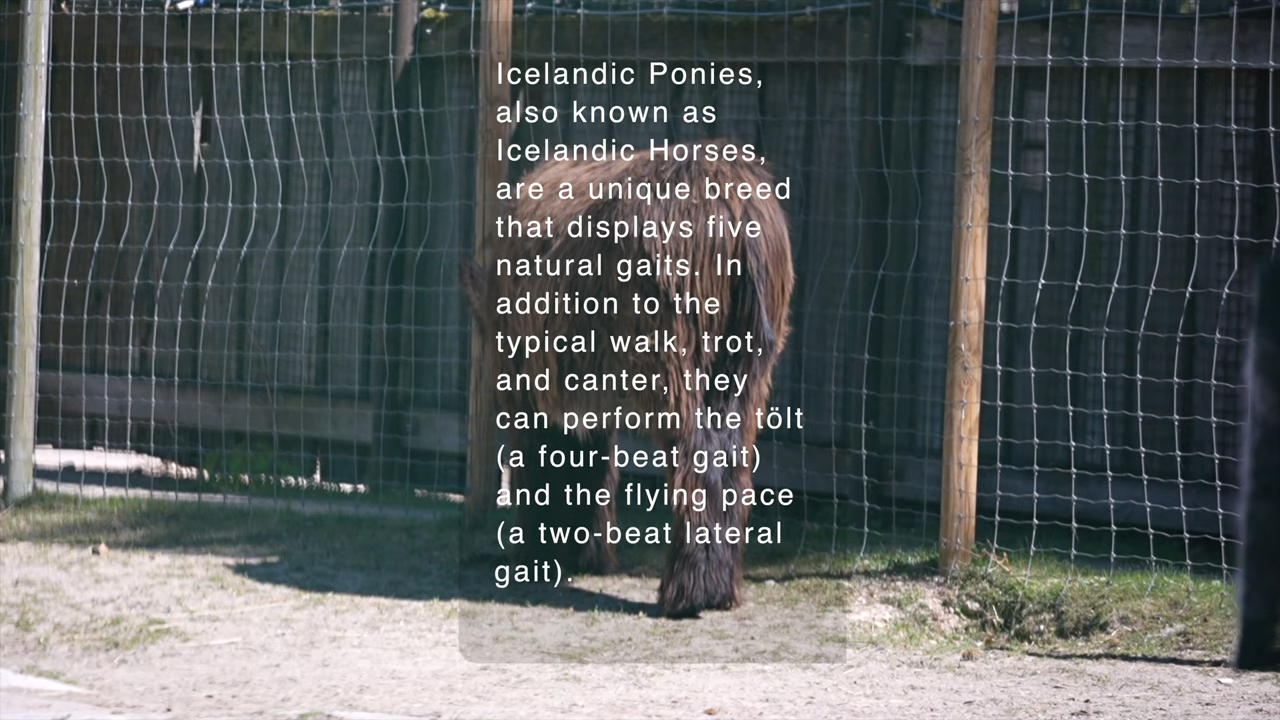 Icelandic Ponies,
also known as
Icelandic Horses,
are a unique breed
that displays five
natural gaits. In
addition to the
typical walk, trot,
and canter, they
can perform the tölt
(a four-beat gait)
and the flying pace
(a two-beat lateral
gait).